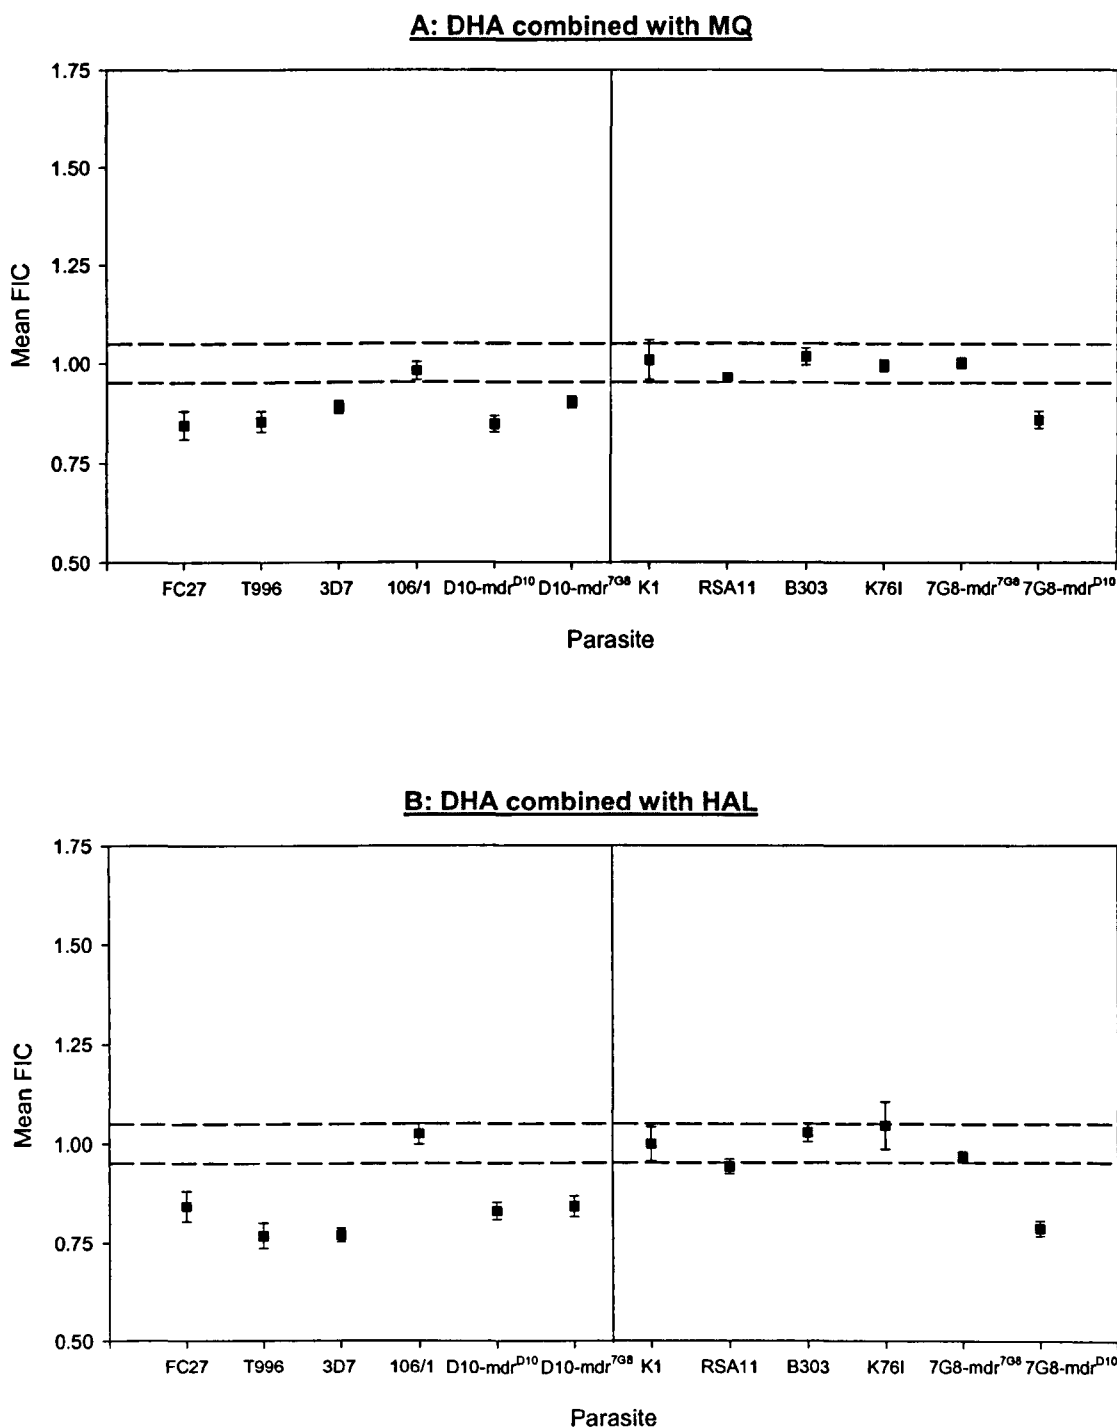 A: DHA combined with MQ
1.75
1.50
1.25
1.00
0.75
0.50
Mean FIC
FC27 T996 3D7 106/1 D10-mdrᴰ¹⁰ D10-mdr⁷ᴳ⁸ K1 RSA11 B303 K76I 7G8-mdr⁷ᴳ⁸ 7G8-mdrᴰ¹⁰
Parasite
B: DHA combined with HAL
1.75
1.50
1.25
1.00
0.75
0.50
Mean FIC
FC27 T996 3D7 106/1 D10-mdrᴰ¹⁰ D10-mdr⁷ᴳ⁸ K1 RSA11 B303 K76I 7G8-mdr⁷ᴳ⁸ 7G8-mdrᴰ¹⁰
Parasite